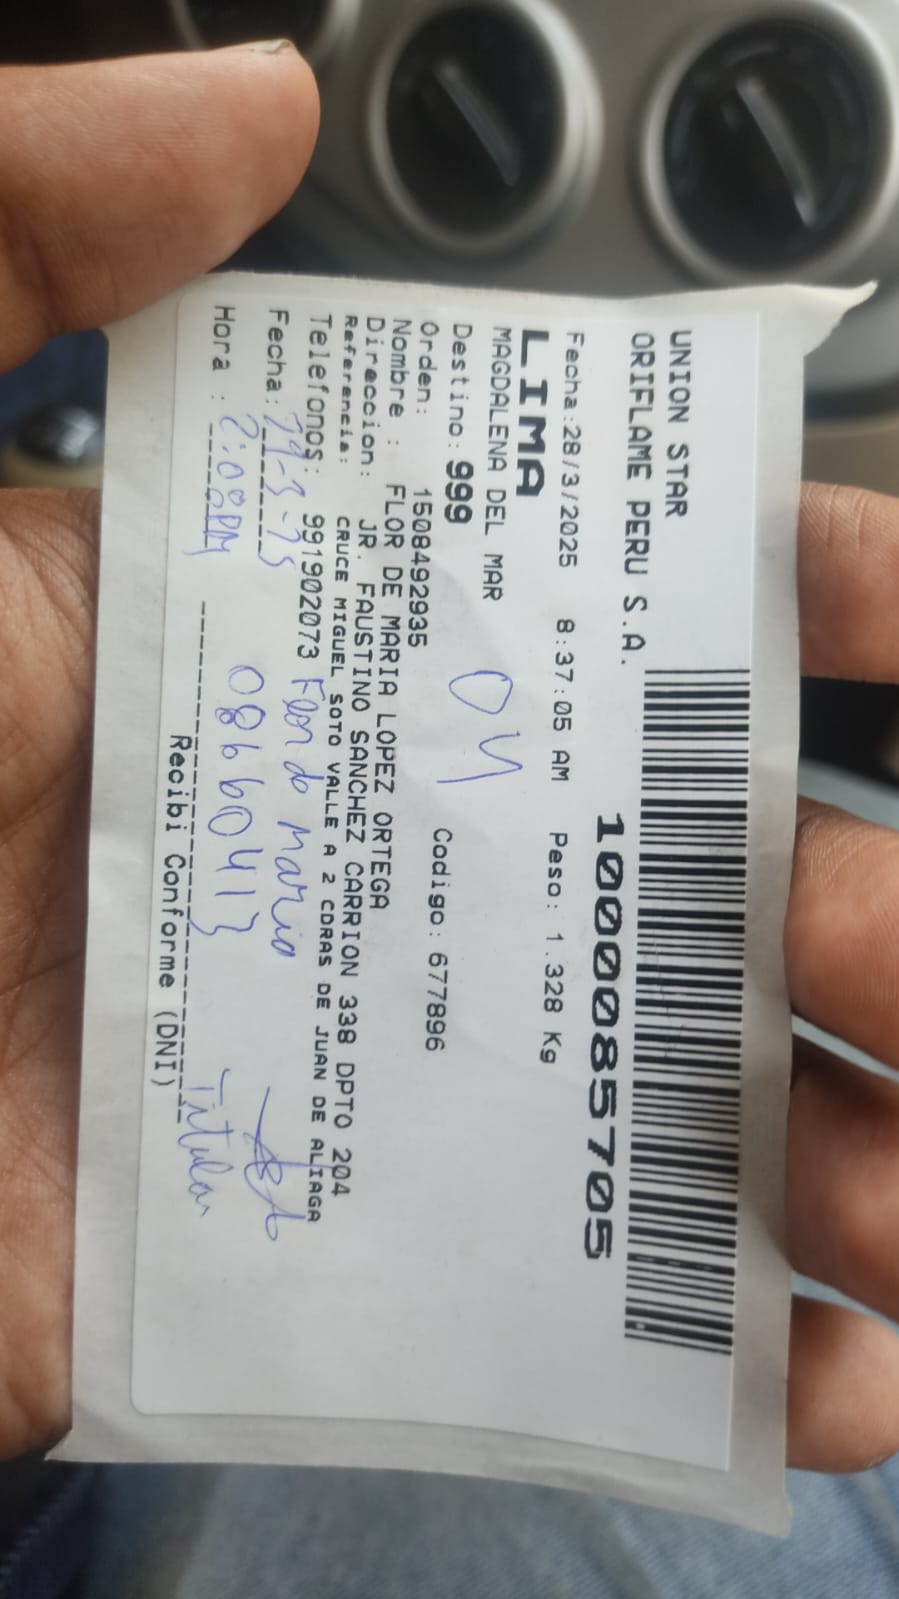 UNION STAR
ORIFLAME PERU S.A.
1000085705
Fecha:28/3/2025 8:37:05 AM Peso: 1.328 Kg
LIMA
MAGDALENA DEL MAR
Destino: 999 04
Orden: 1508492935 Codigo: 677896
Nombre : FLOR DE MARIA LOPEZ ORTEGA
Direccion: JR. FAUSTINO SANCHEZ CARRION 338 DPTO 204
Referencia: CRUCE MIGUEL SOTO VALLE A 2 CDRAS DE JUAN DE ALIAGA
Telefonos: 991902073 Flor de Maria
Fecha: 29-3-25
Hora : 2:08PM 08660413 Titular
Recibi Conforme (DNI)